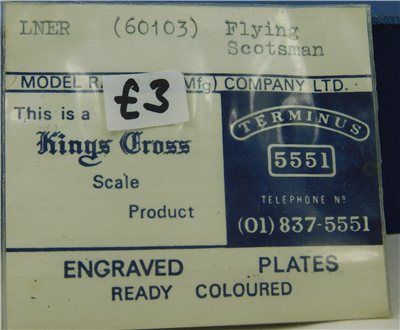 LNER (60103) Flying
Scotsman
MODEL (Mfg) COMPANY LTD.
£3
This is a
Kings Cross
Scale
Product
TERMINUS
5551
TELEPHONE No
(01) 837-5551
ENGRAVED PLATES
READY COLOURED